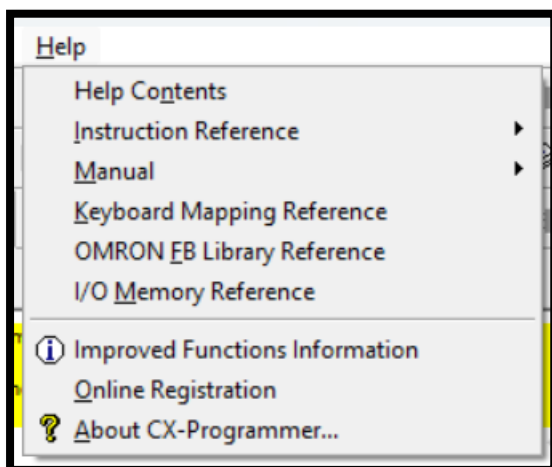 Help
Help Contents
Instruction Reference
Manual
Keyboard Mapping Reference
OMRON FB Library Reference
I/O Memory Reference
Improved Functions Information
Online Registration
About CX-Programmer...